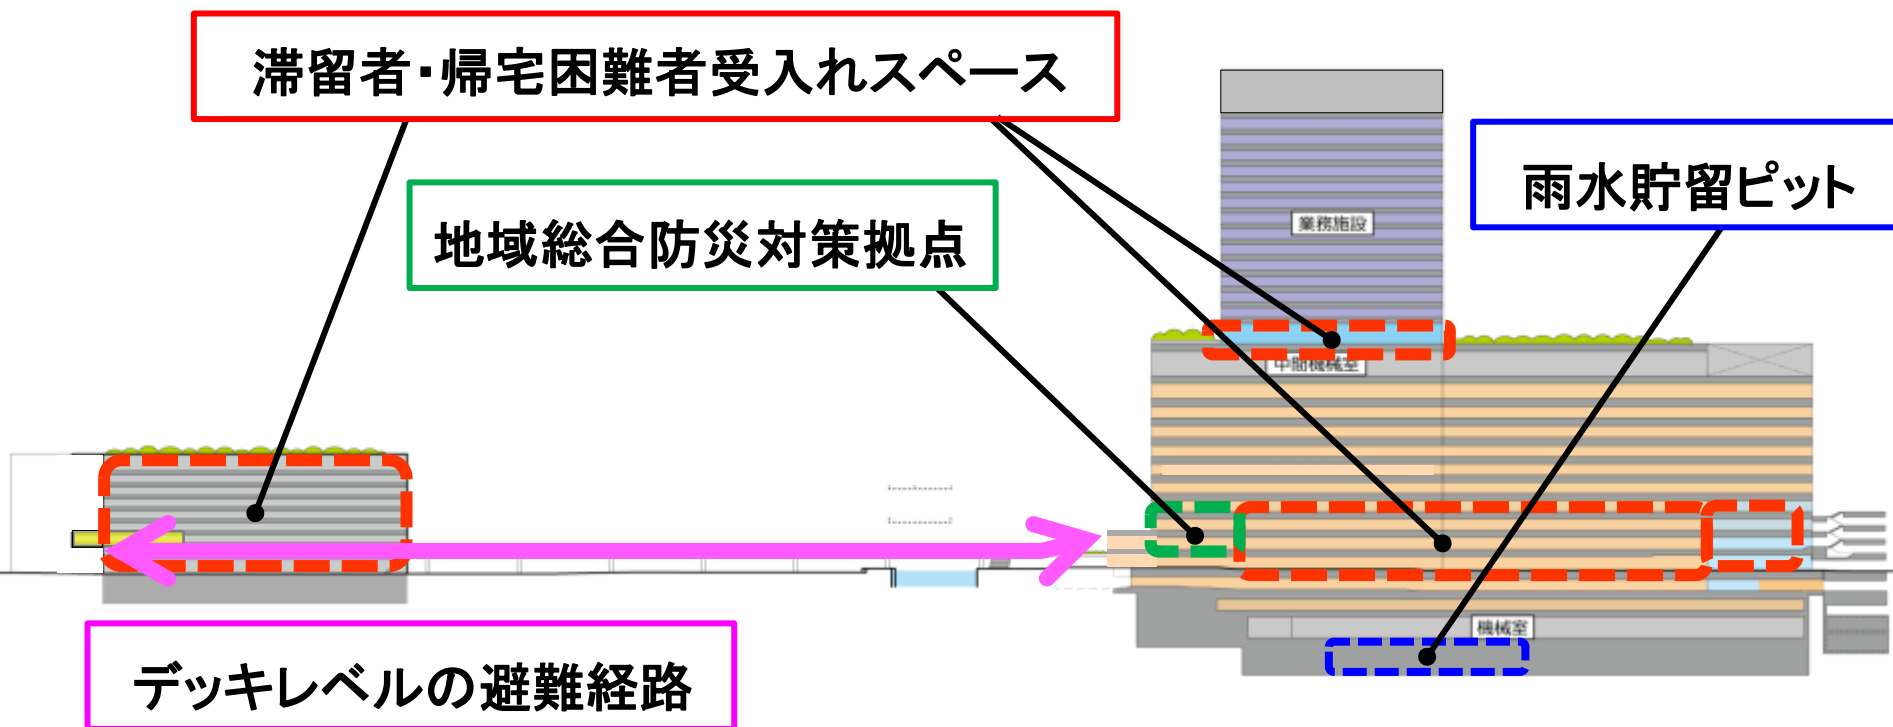 滞留者・帰宅困難者受入れスペース
地域総合防災対策拠点
雨水貯留ピット
業務施設
中間機械室
機械室
デッキレベルの避難経路